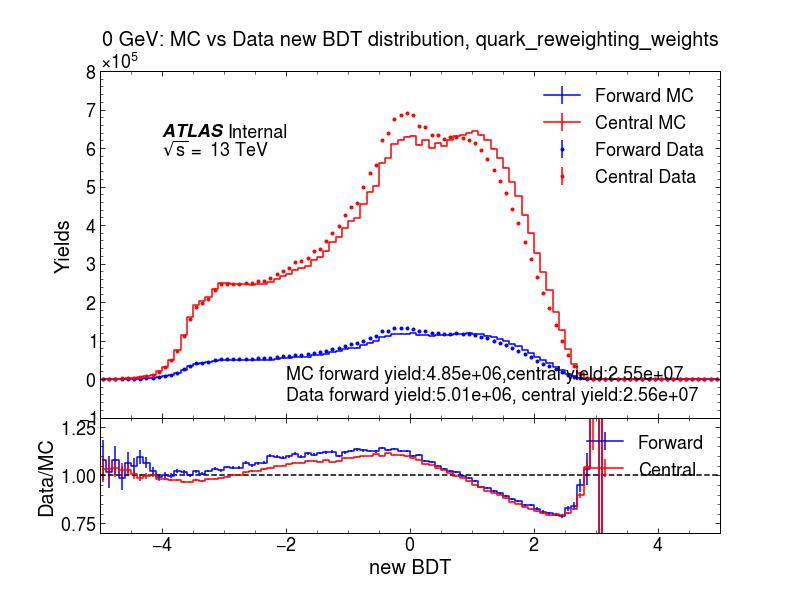 0 GeV: MC vs Data new BDT distribution, quark_reweighting_weights
×10⁵
8
7
6
5
4
3
2
1
0
−1
Yields
ATLAS Internal
√s = 13 TeV
Forward MC
Central MC
Forward Data
Central Data
MC forward yield:4.85e+06,central yield:2.55e+07
Data forward yield:5.01e+06, central yield:2.56e+07
1.25
1.00
0.75
Data/MC
Forward
Central
−4 −2 0 2 4
new BDT